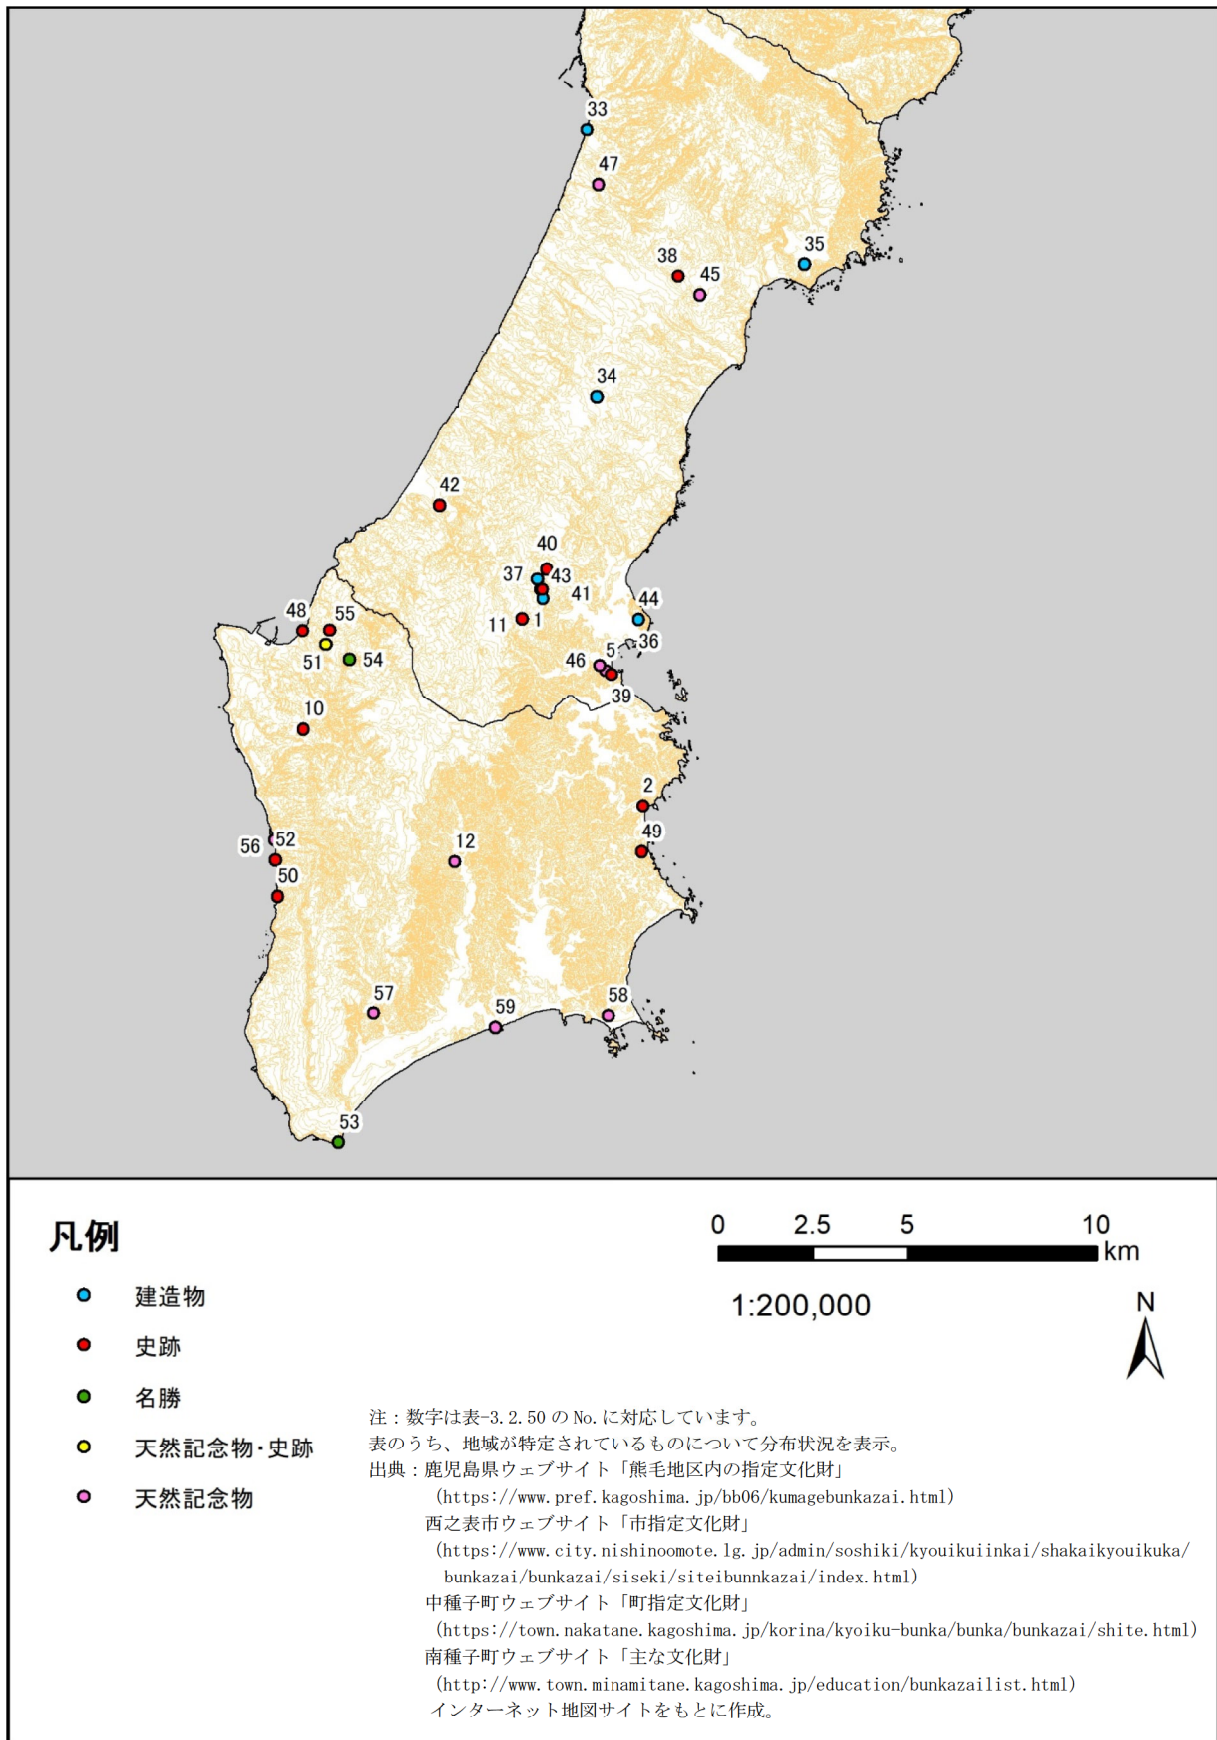 33
47
35
38
45
34
42
40
37
43
41
44
11
1
48
55
36
51
54
46
5
39
10
2
49
52
56
12
50
57
59
58
53
凡例
建造物
史跡
名勝
天然記念物・史跡
天然記念物
0 2.5 5 10
km
1:200,000
N
注：数字は表-3.2.50 の No.に対応しています。
表のうち、地域が特定されているものについて分布状況を表示。
出典：鹿児島県ウェブサイト「熊毛地区内の指定文化財」
(https://www.pref.kagoshima.jp/bb06/kumagebunkazai.html)
西之表市ウェブサイト「市指定文化財」
(https://www.city.nishinoomote.lg.jp/admin/soshiki/kyouikuiinkai/shakaikyouikuka/
bunkazai/bunkazai/siseki/siteibunnkazai/index.html)
中種子町ウェブサイト「町指定文化財」
(https://town.nakatane.kagoshima.jp/korina/kyoiku-bunka/bunka/bunkazai/shite.html)
南種子町ウェブサイト「主な文化財」
(http://www.town.minamitane.kagoshima.jp/education/bunkazailist.html)
インターネット地図サイトをもとに作成。